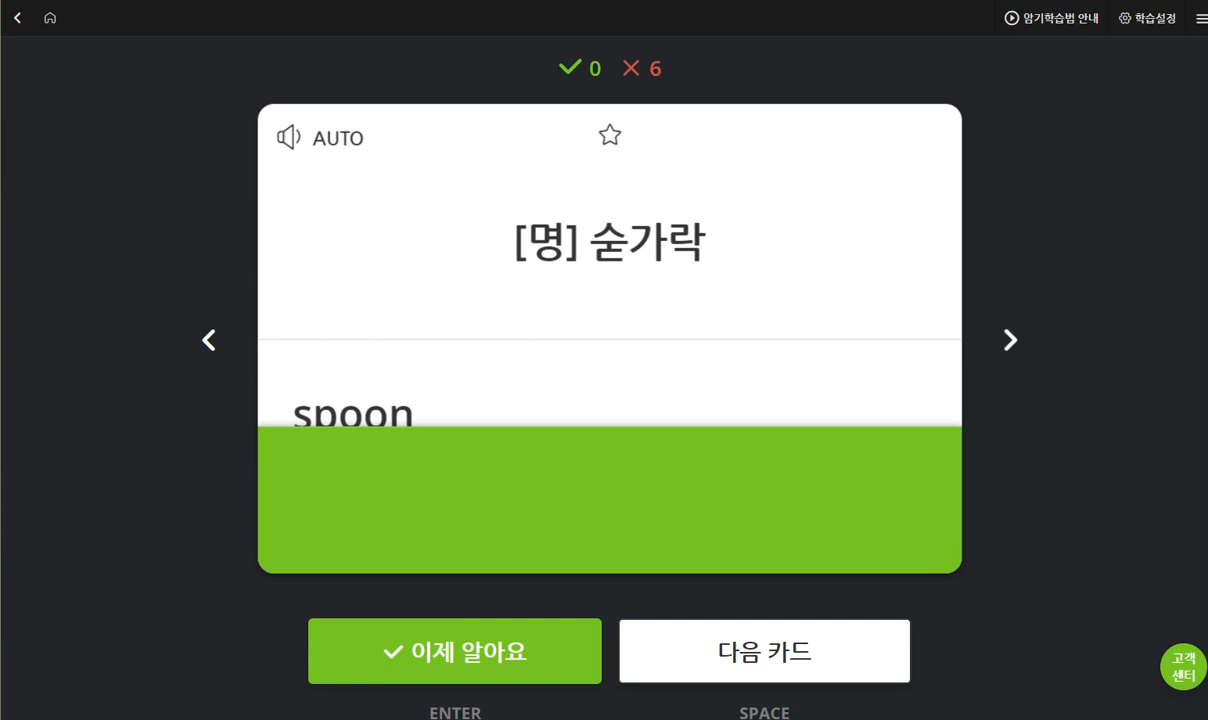 암기학습법 안내 학습설정
0 6
AUTO
[명] 숟가락
spoon
이제 알아요 다음 카드
ENTER SPACE
고객
센터